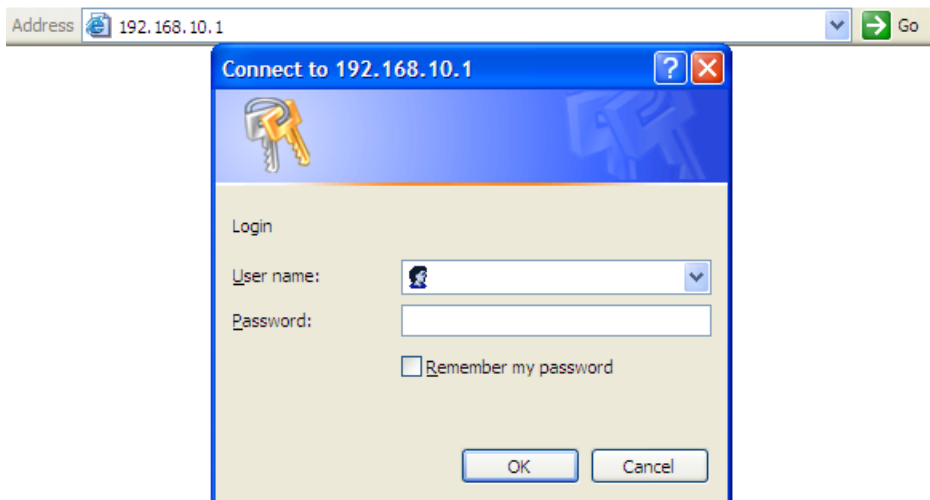 Address 192.168.10.1 Go
Connect to 192.168.10.1
Login
User name:
Password:
Remember my password
OK Cancel